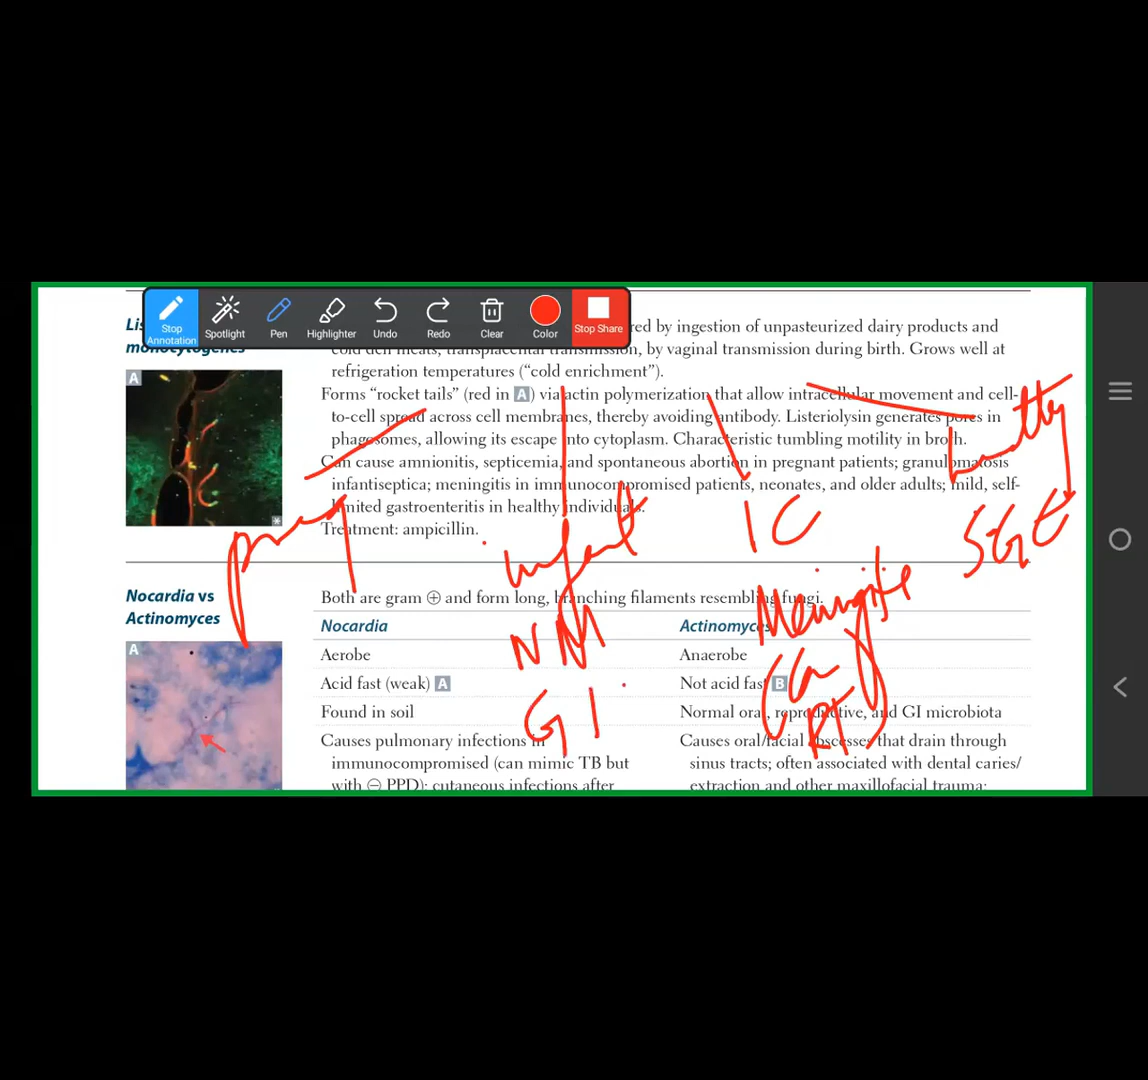 Stop
Annotation
Spotlight
Pen
Highlighter
Undo
Redo
Clear
Color
Stop Share
monocytogenes
red by ingestion of unpasteurized dairy products and
cold deli meats, transplacental transmission, by vaginal transmission during birth. Grows well at
refrigeration temperatures (“cold enrichment”).
A
Forms “rocket tails” (red in A) via actin polymerization that allow intracellular movement and cell-
to-cell spread across cell membranes, thereby avoiding antibody. Listeriolysin generates pores in
phagosomes, allowing its escape into cytoplasm. Characteristic tumbling motility in broth.
Can cause amnionitis, septicemia, and spontaneous abortion in pregnant patients; granulomatosis
infantiseptica; meningitis in immunocompromised patients, neonates, and older adults; mild, self-
limited gastroenteritis in healthy individuals.
Treatment: ampicillin.
preg
infant
IC
SGE
NM
GI
Meningitis
RT
Nocardia vs
Actinomyces
Both are gram ⊕ and form long, branching filaments resembling fungi.
Nocardia
Actinomyces
A
Aerobe
Anaerobe
Acid fast (weak) A
Not acid fast B
Found in soil
Normal oral, reproductive, and GI microbiota
Causes pulmonary infections in
immunocompromised (can mimic TB but
with ⊖ PPD); cutaneous infections after
Causes oral/facial abscesses that drain through
sinus tracts; often associated with dental caries/
extraction and other maxillofacial trauma;